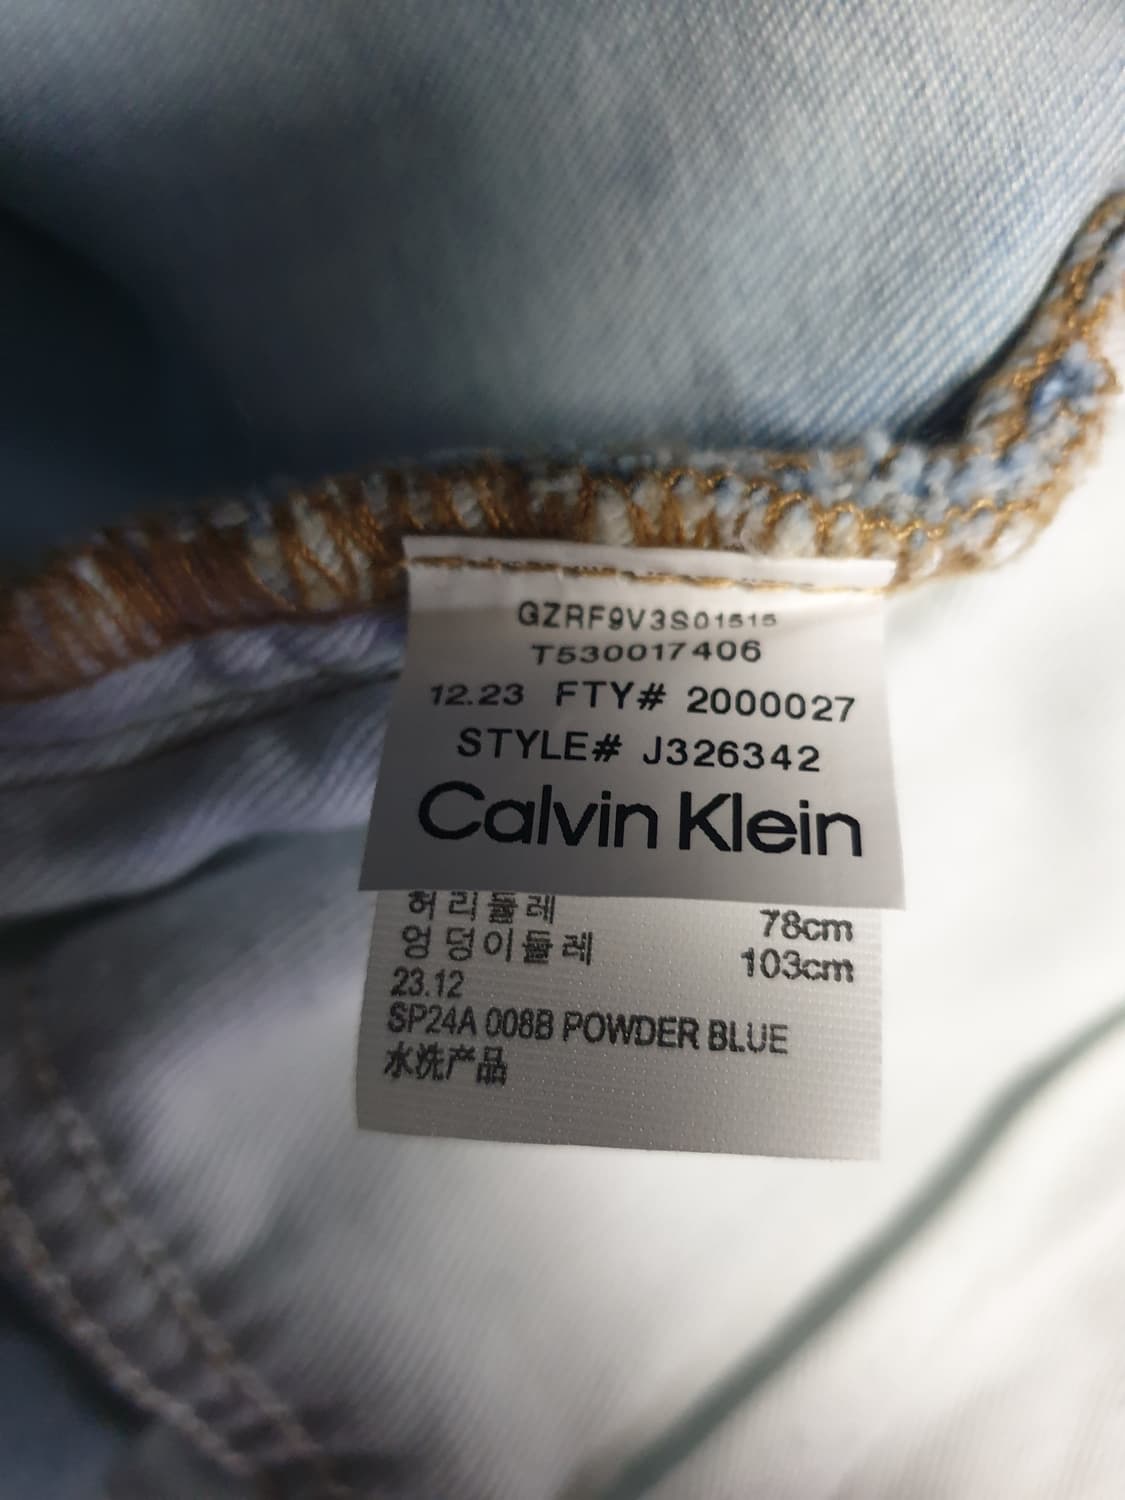 GZRF9V3S01515
T530017406
12.23 FTY# 2000027
STYLE# J326342
Calvin Klein
허리둘레 78cm
엉덩이둘레 103cm
23.12
SP24A 008B POWDER BLUE
水洗产品